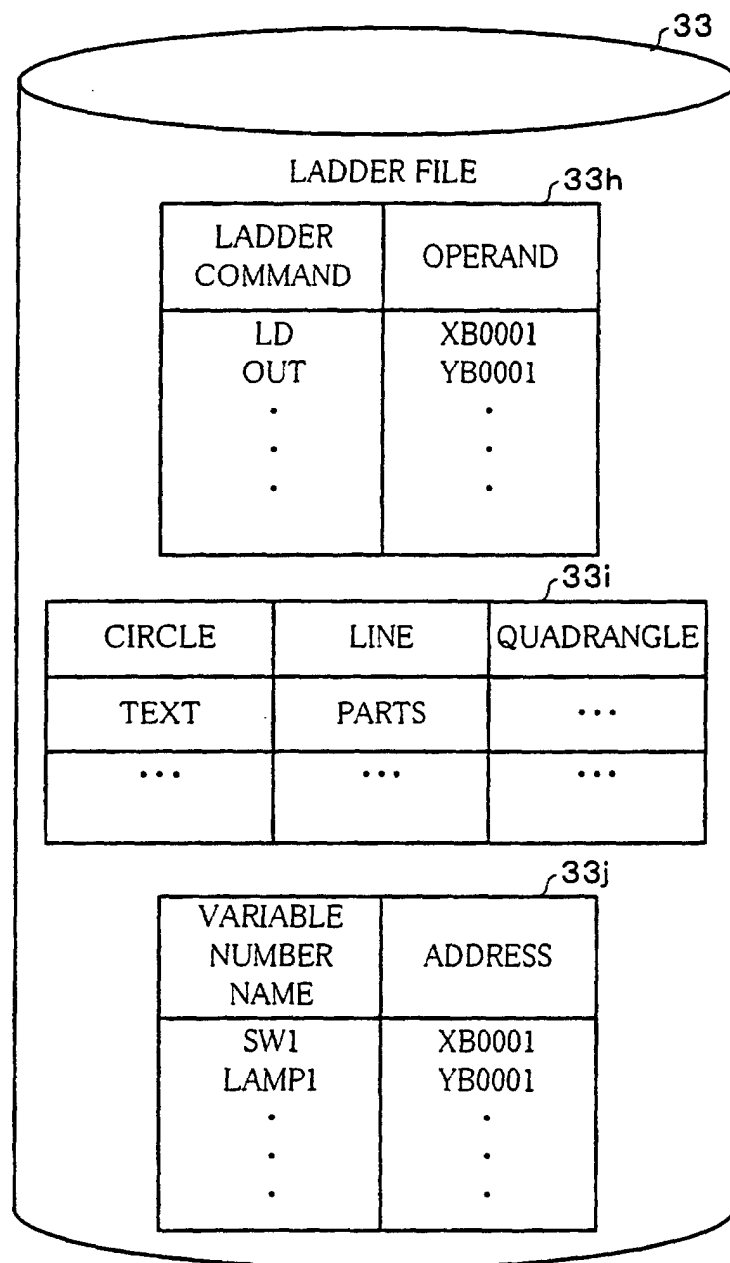 33
LADDER FILE
33h
LADDER COMMAND OPERAND
LD XB0001
OUT YB0001
. .
. .
. .
33i
CIRCLE LINE QUADRANGLE
TEXT PARTS ...
... ... ...
33j
VARIABLE NUMBER NAME ADDRESS
SW1 XB0001
LAMP1 YB0001
. .
. .
. .